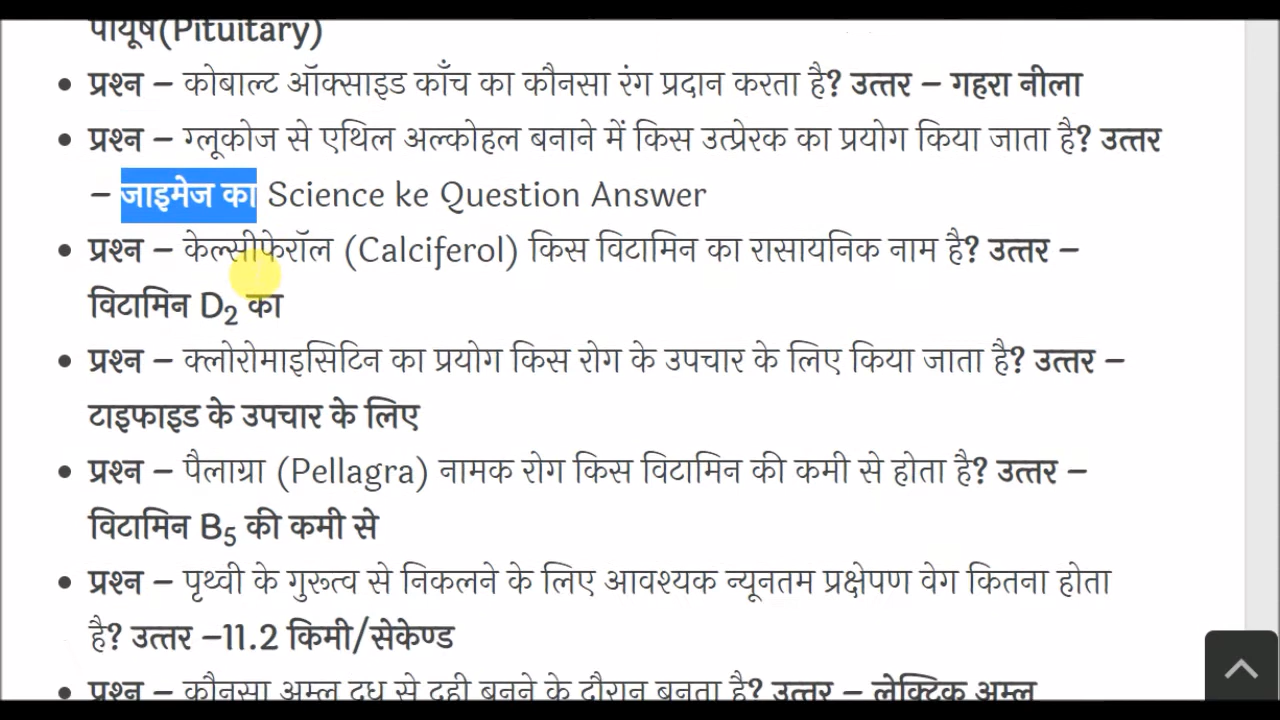 पीयूष(Pituitary)
• प्रश्न – कोबाल्ट ऑक्साइड काँच का कौनसा रंग प्रदान करता है? उत्तर – गहरा नीला
• प्रश्न – ग्लूकोज से एथिल अल्कोहल बनाने में किस उत्प्रेरक का प्रयोग किया जाता है? उत्तर
– जाइमेज का Science ke Question Answer
• प्रश्न – केल्सीफेरॉल (Calciferol) किस विटामिन का रासायनिक नाम है? उत्तर –
विटामिन D₂ का
• प्रश्न – क्लोरोमाइसिटिन का प्रयोग किस रोग के उपचार के लिए किया जाता है? उत्तर –
टाइफाइड के उपचार के लिए
• प्रश्न – पैलाग्रा (Pellagra) नामक रोग किस विटामिन की कमी से होता है? उत्तर –
विटामिन B₅ की कमी से
• प्रश्न – पृथ्वी के गुरूत्व से निकलने के लिए आवश्यक न्यूनतम प्रक्षेपण वेग कितना होता
है? उत्तर –11.2 किमी/सेकेण्ड
• प्रश्न – कौनसा अम्ल दूध से दही बनने के दौरान बनता है? उत्तर – लेक्टिक अम्ल